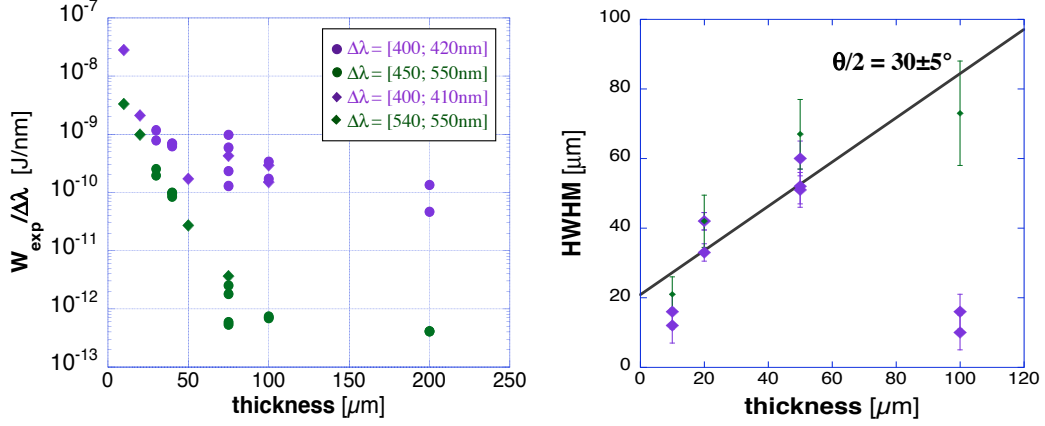 10^-7
10^-8
10^-9
10^-10
10^-11
10^-12
10^-13
W_exp/Δλ [J/nm]
Δλ = [400; 420nm]
Δλ = [450; 550nm]
Δλ = [400; 410nm]
Δλ = [540; 550nm]
0 50 100 150 200 250
thickness [µm]
100
80
60
40
20
0
HWHM [µm]
θ/2 = 30±5°
0 20 40 60 80 100 120
thickness [µm]